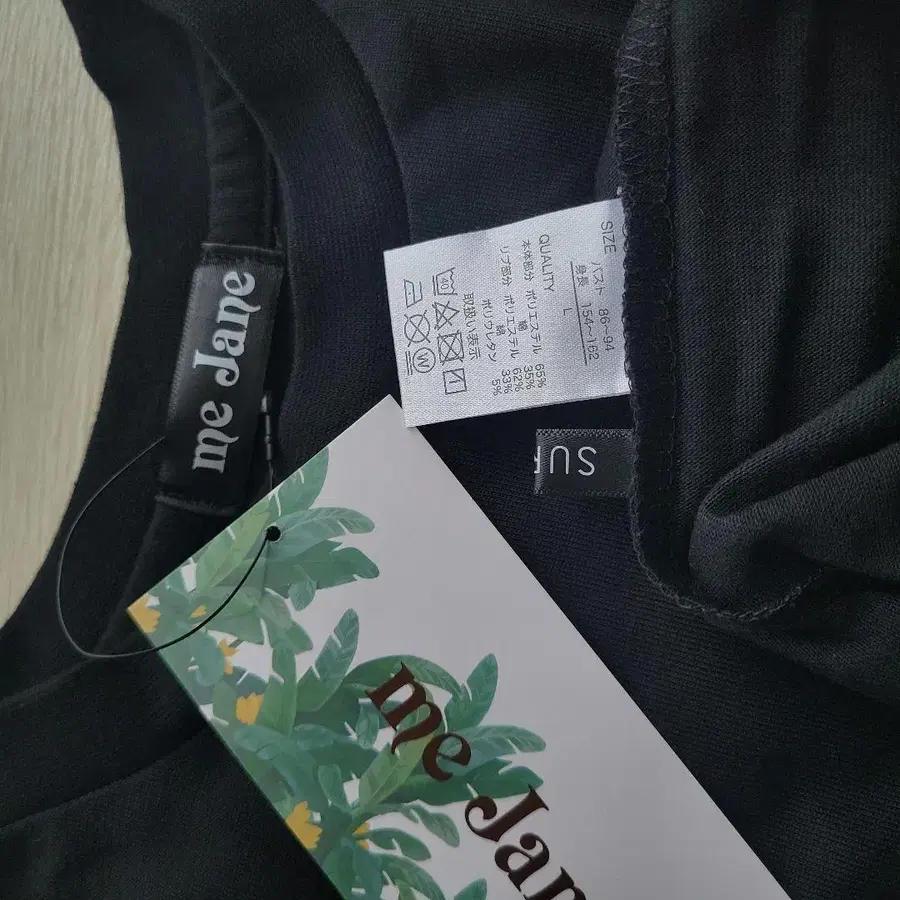 me Jane
SIZE
バスト 86~94
身長 154~162
L
QUALITY
本体部分 ポリエステル 65%
綿 35%
リブ部分 ポリエステル 62%
綿 33%
ポリウレタン 5%
取扱い表示
40
W
SUF
me Jan